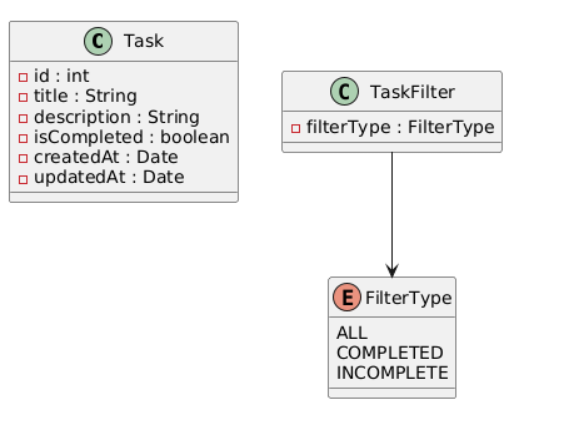 C Task
id : int
title : String
description : String
isCompleted : boolean
createdAt : Date
updatedAt : Date
C TaskFilter
filterType : FilterType
E FilterType
ALL
COMPLETED
INCOMPLETE